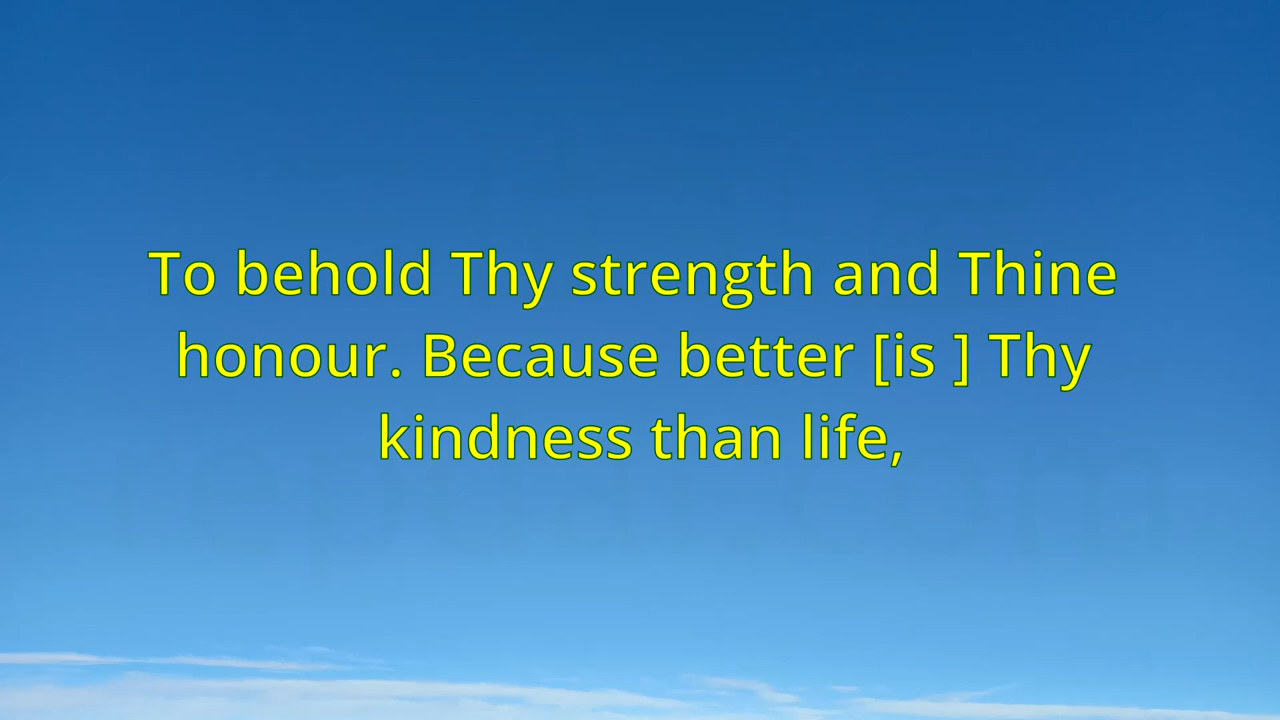 To behold Thy strength and Thine
honour. Because better [is ] Thy
kindness than life,